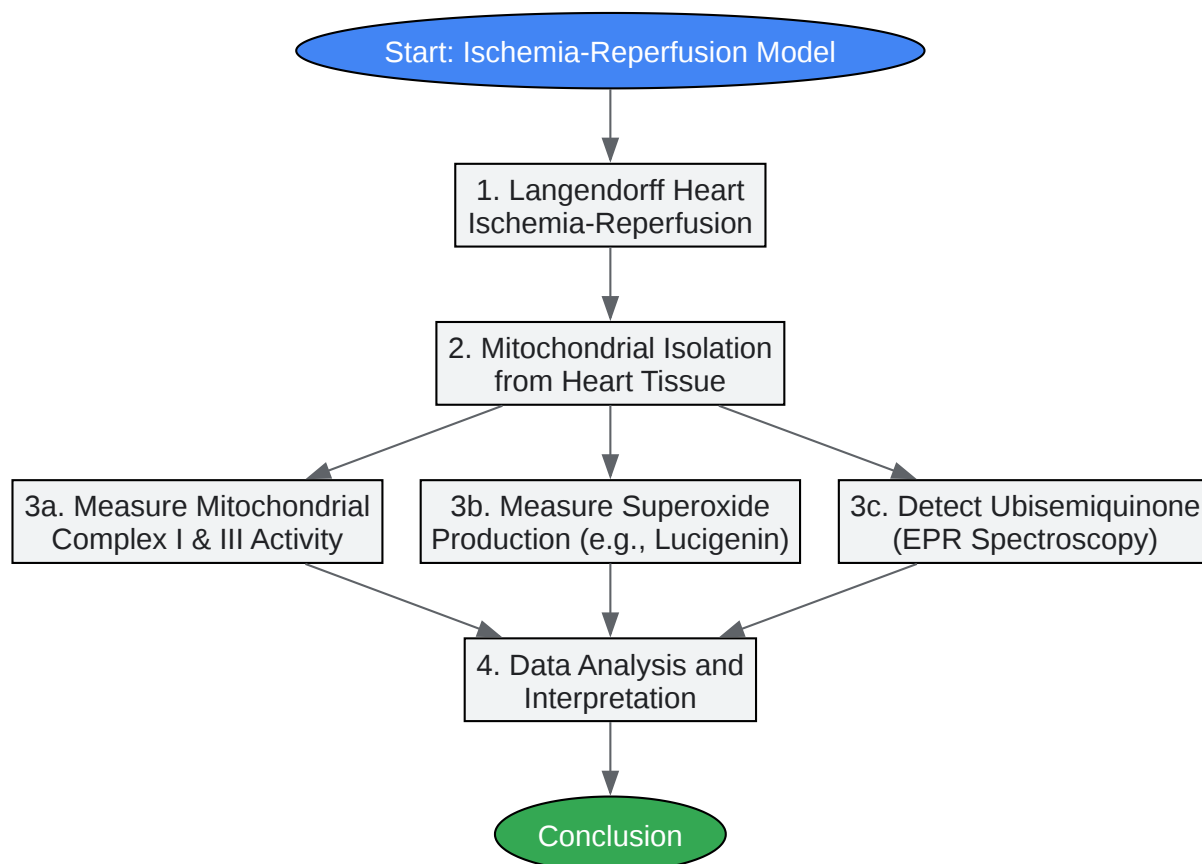 Start: Ischemia-Reperfusion Model
1. Langendorff Heart
Ischemia-Reperfusion
2. Mitochondrial Isolation
from Heart Tissue
3a. Measure Mitochondrial
Complex I & III Activity
3b. Measure Superoxide
Production (e.g., Lucigenin)
3c. Detect Ubisemiquinone
(EPR Spectroscopy)
4. Data Analysis and
Interpretation
Conclusion